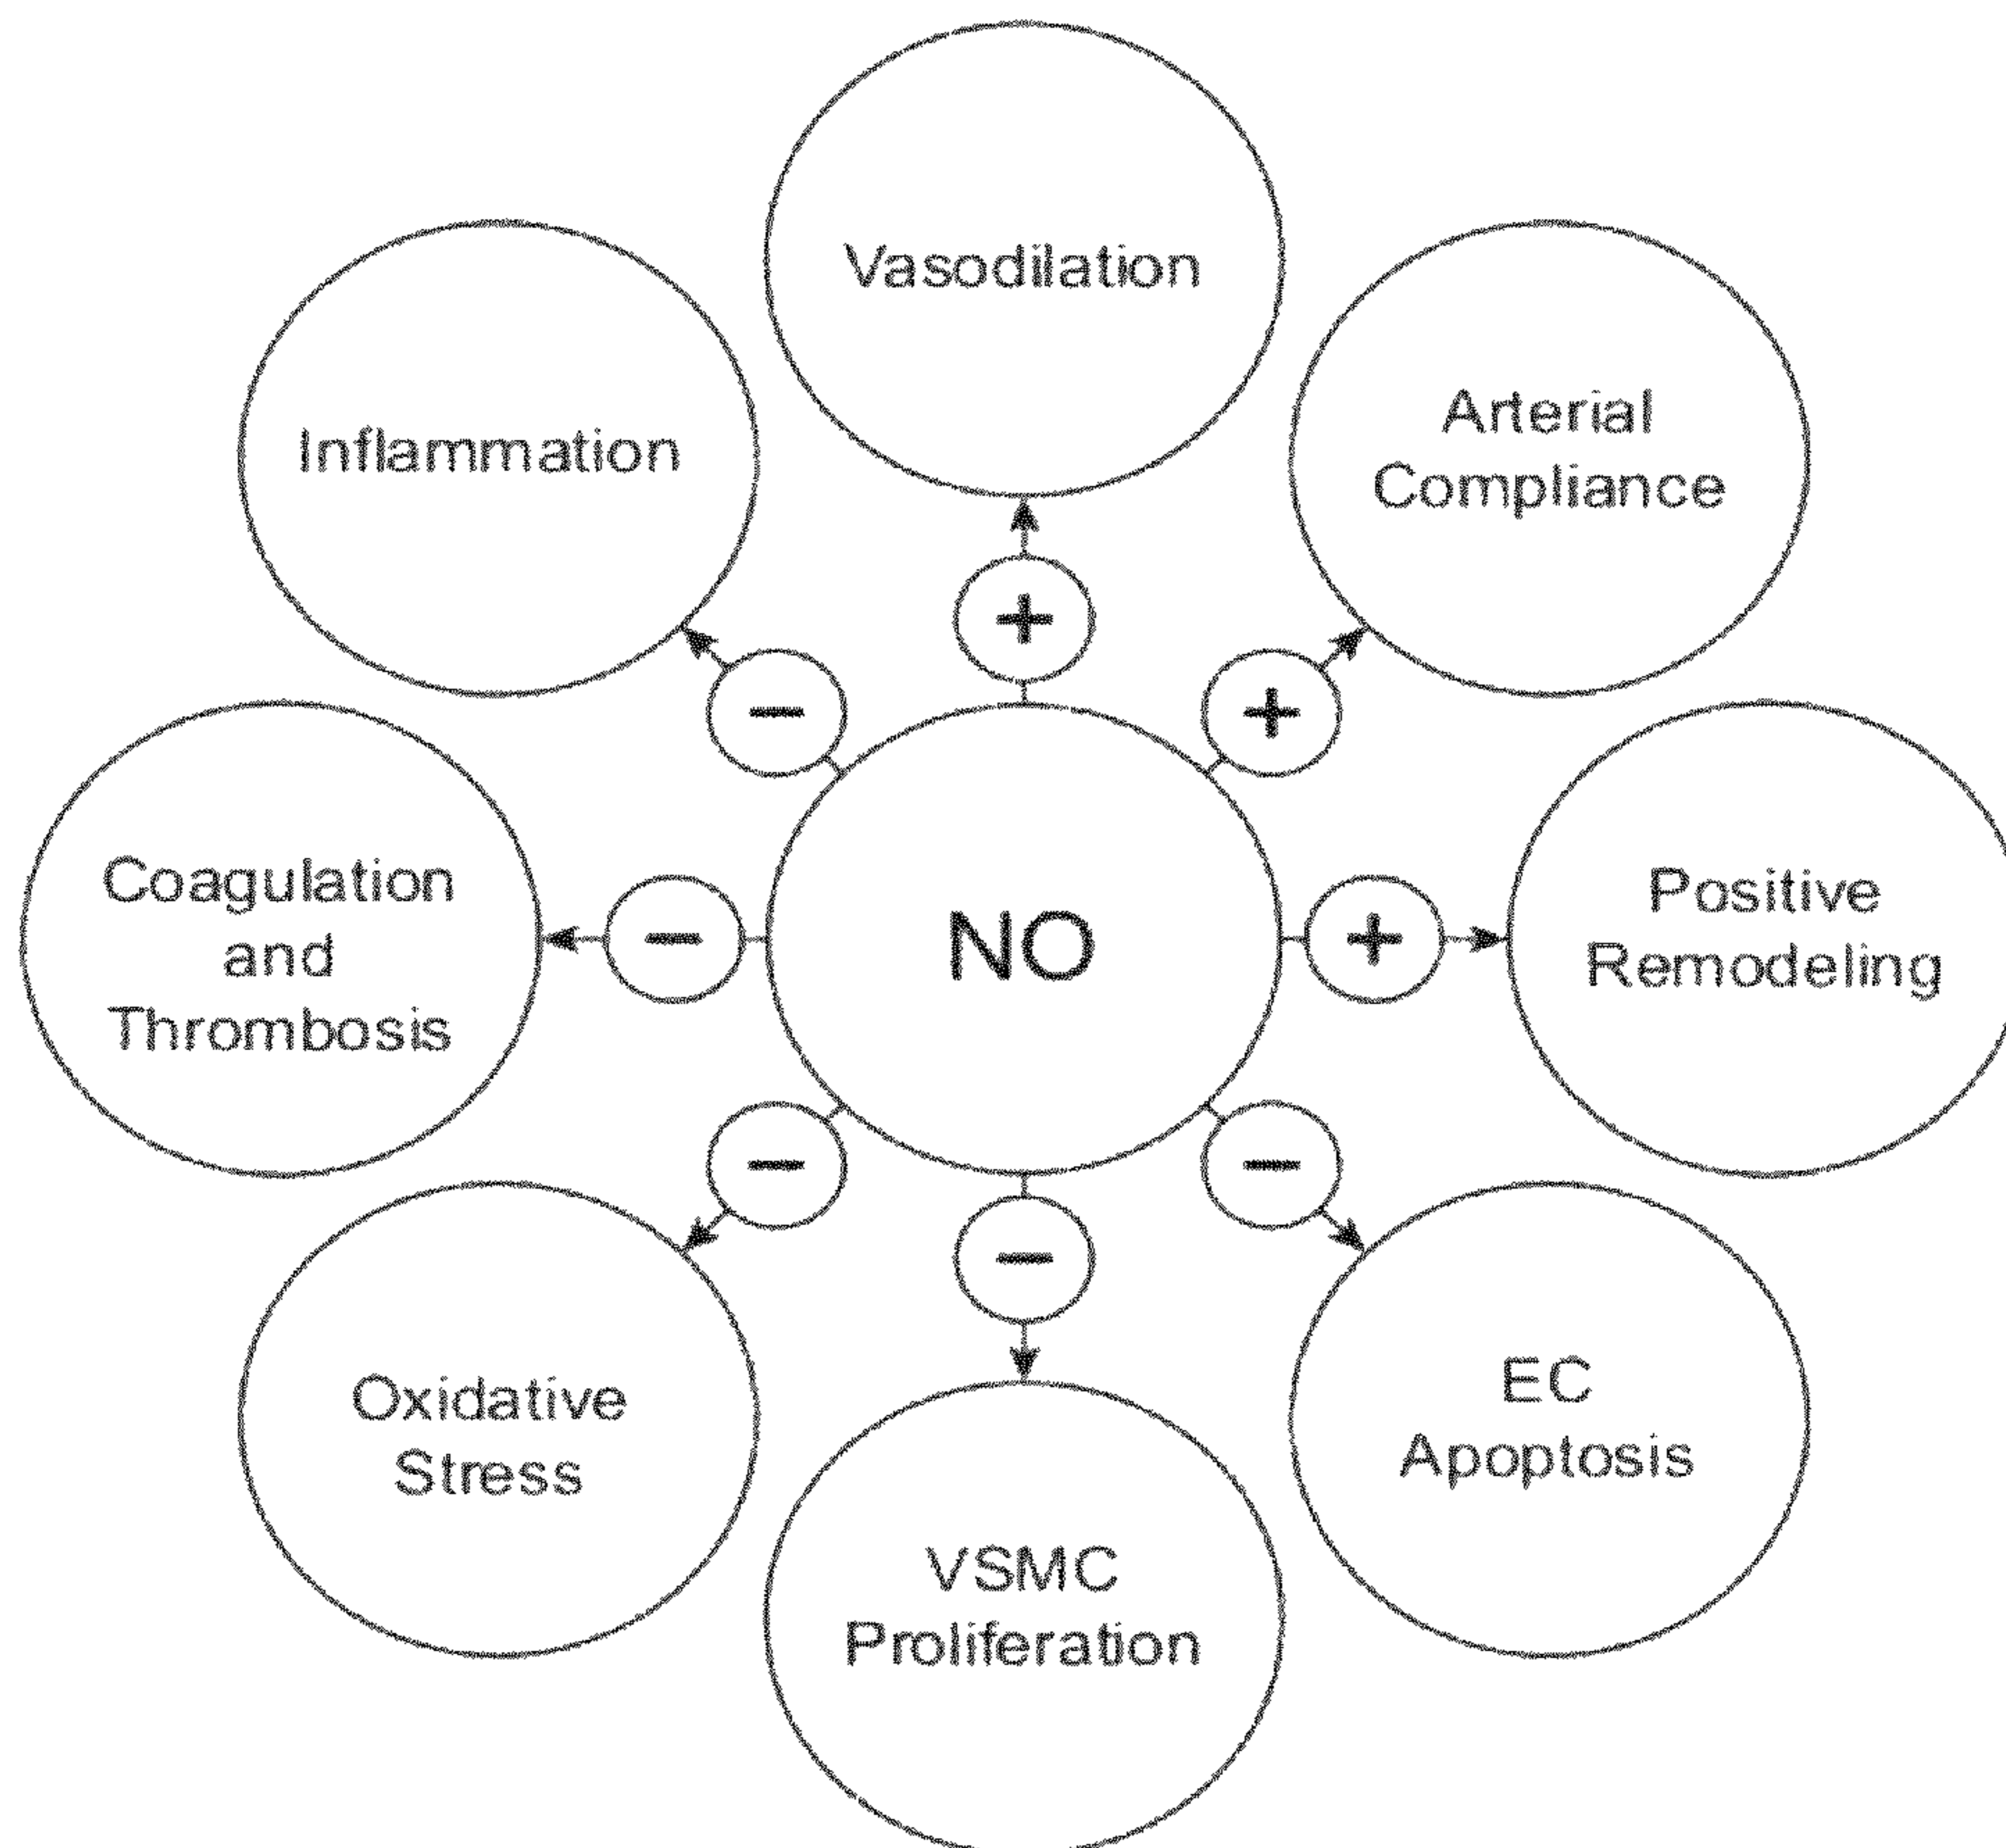 Vasodilation
Arterial
Compliance
Inflammation
+
+
−
Positive
Remodeling
Coagulation
and
Thrombosis
NO
+
−
−
−
−
EC
Apoptosis
Oxidative
Stress
VSMC
Proliferation